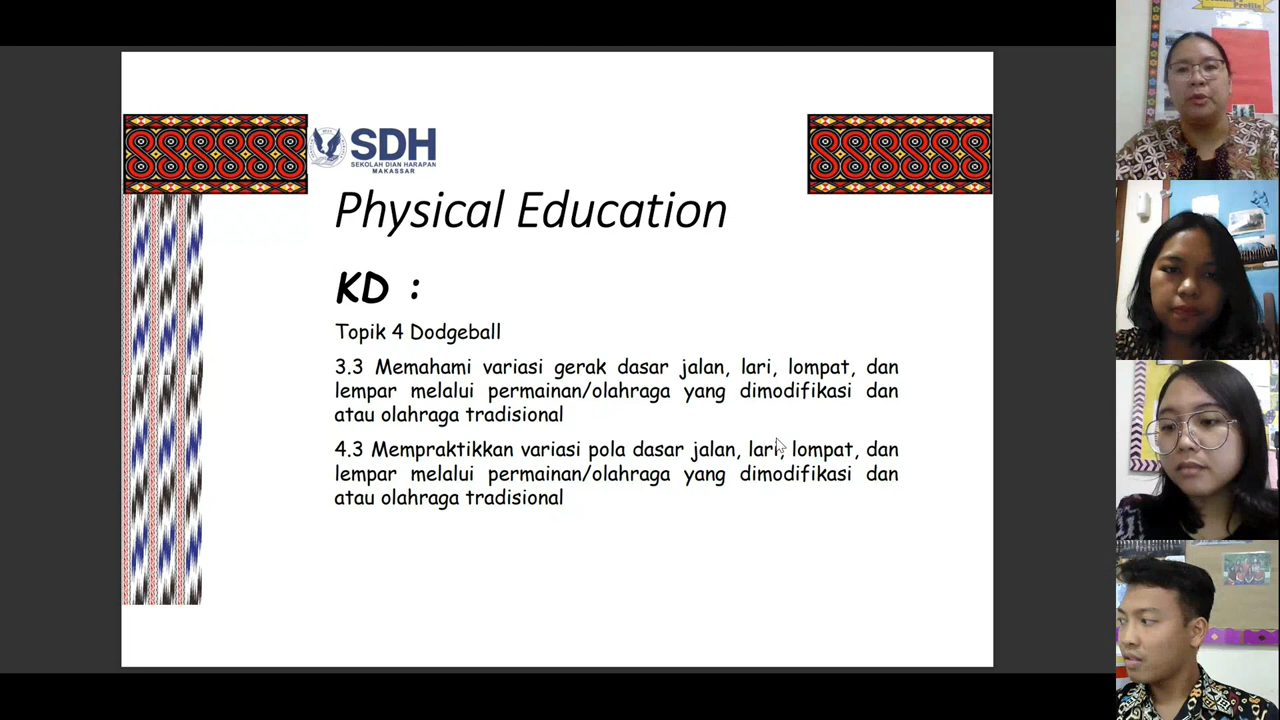 SDH
SEKOLAH DIAN HARAPAN
MAKASSAR
Physical Education
KD :
Topik 4 Dodgeball
3.3 Memahami variasi gerak dasar jalan, lari, lompat, dan
lempar melalui permainan/olahraga yang dimodifikasi dan
atau olahraga tradisional
4.3 Mempraktikkan variasi pola dasar jalan, lari, lompat, dan
lempar melalui permainan/olahraga yang dimodifikasi dan
atau olahraga tradisional
Profile